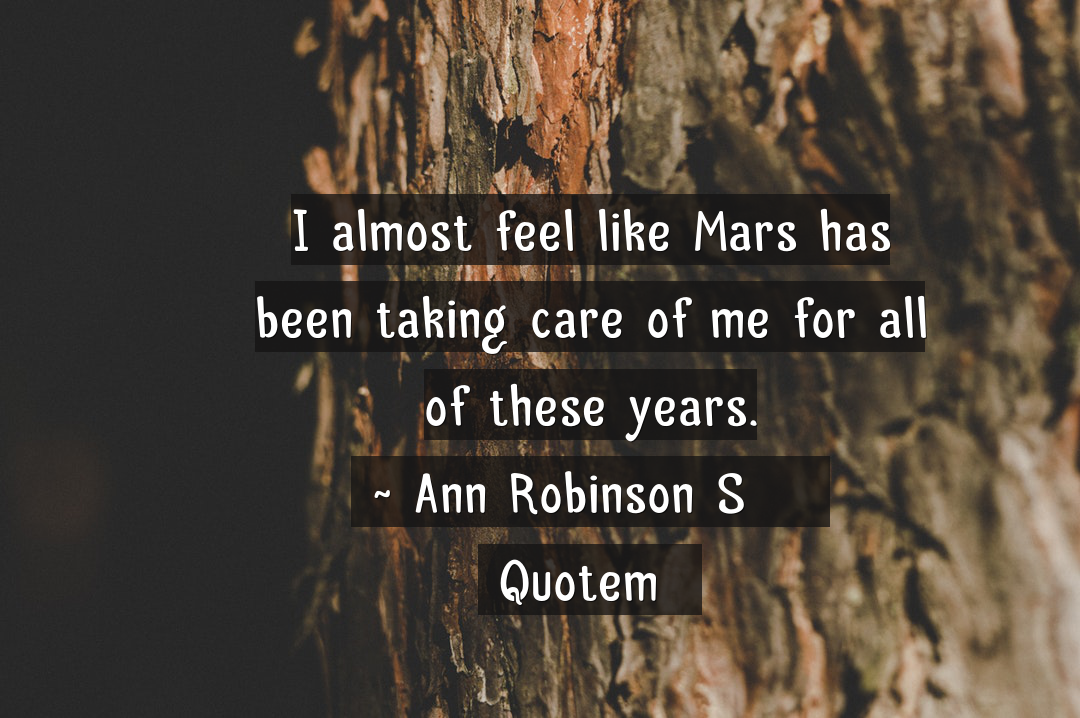 I almost feel like Mars has
been taking care of me for all
of these years.
~ Ann Robinson S
Quotem